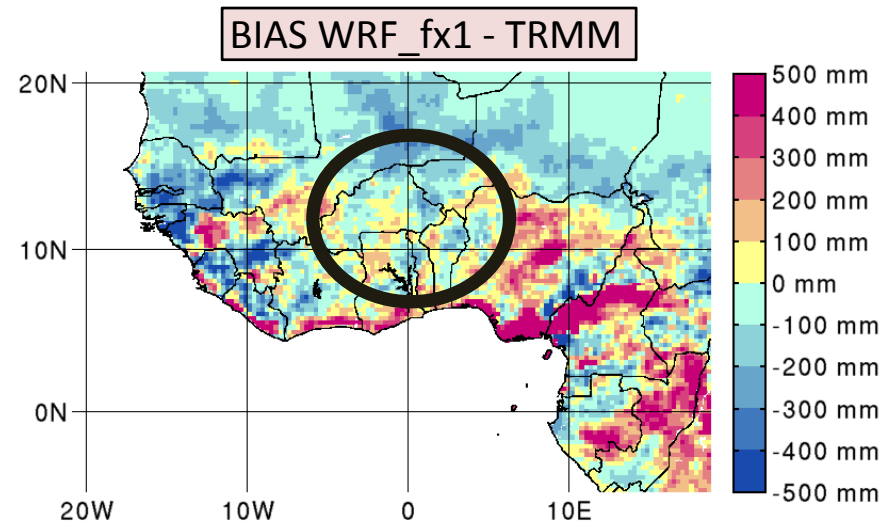 BIAS WRF_fx1 - TRMM
20N
10N
0N
20W
10W
0
10E
500 mm
400 mm
300 mm
200 mm
100 mm
0 mm
-100 mm
-200 mm
-300 mm
-400 mm
-500 mm